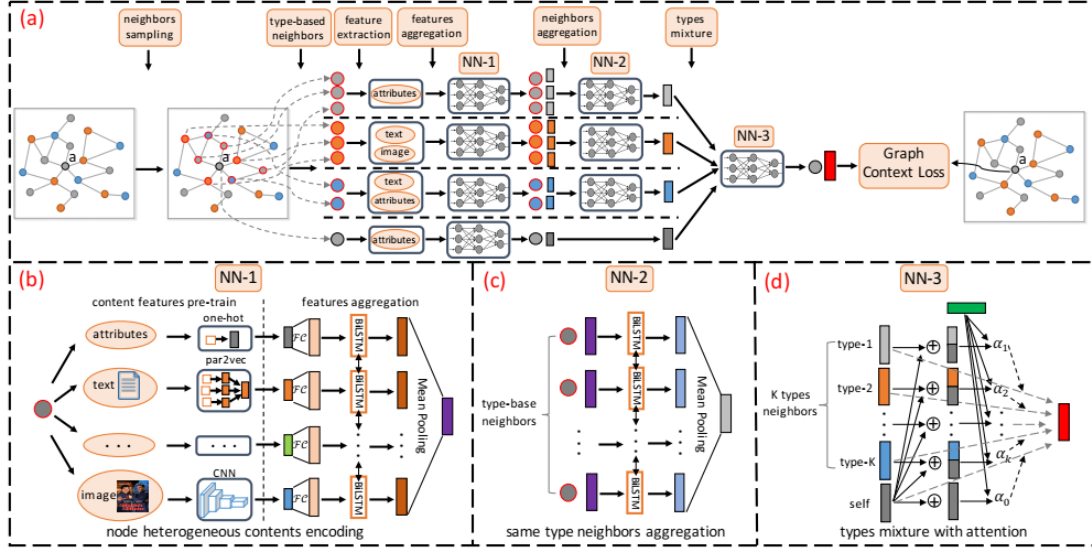 (a)
neighbors
sampling
type-based
neighbors
feature
extraction
features
aggregation
neighbors
aggregation
types
mixture
NN-1
NN-2
NN-3
a
a
attributes
text
image
text
attributes
attributes
Graph
Context Loss
a
(b)
NN-1
content features pre-train
features aggregation
attributes
one-hot
FC
BiLSTM
text
par2vec
FC
BiLSTM
. . .
. . .
FC
image
CNN
FC
BiLSTM
Mean Pooling
node heterogeneous contents encoding
(c)
NN-2
type-base
neighbors
BiLSTM
BiLSTM
BiLSTM
Mean Pooling
same type neighbors aggregation
(d)
NN-3
K types
neighbors
type-1
type-2
type-K
self
α1
α2
αk
α0
types mixture with attention